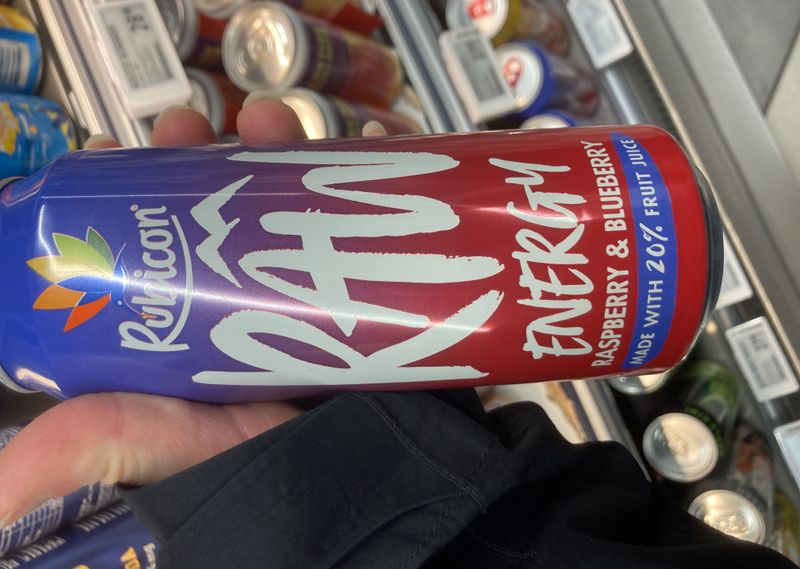 Rubicon®
RAW
ENERGY
RASPBERRY & BLUEBERRY
MADE WITH 20% FRUIT JUICE